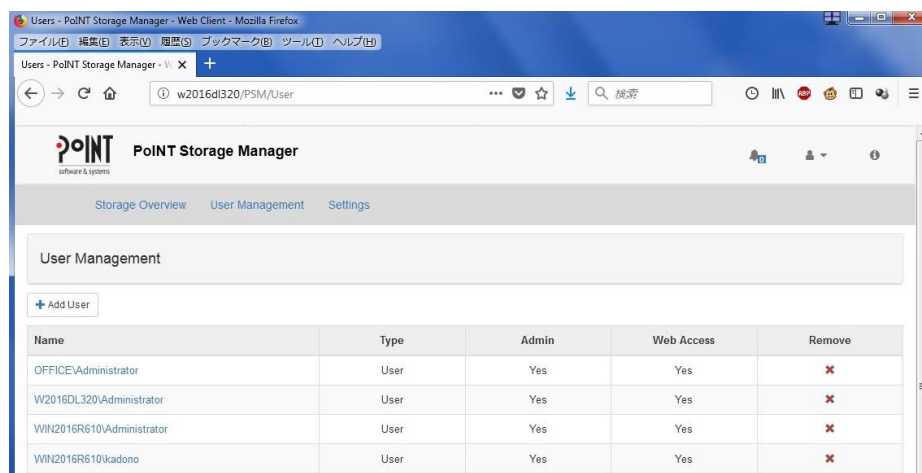 Users - PoINT Storage Manager - Web Client - Mozilla Firefox
ファイル(F) 編集(E) 表示(V) 履歴(S) ブックマーク(B) ツール(T) ヘルプ(H)
Users - PoINT Storage Manager - W
w2016dl320/PSM/User
検索
ABP
PoINT
software & systems
PoINT Storage Manager
0
Storage Overview User Management Settings
User Management
Add User
Name Type Admin Web Access Remove
OFFICE\Administrator User Yes Yes
W2016DL320\Administrator User Yes Yes
WIN2016R610\Administrator User Yes Yes
WIN2016R610\kadono User Yes Yes